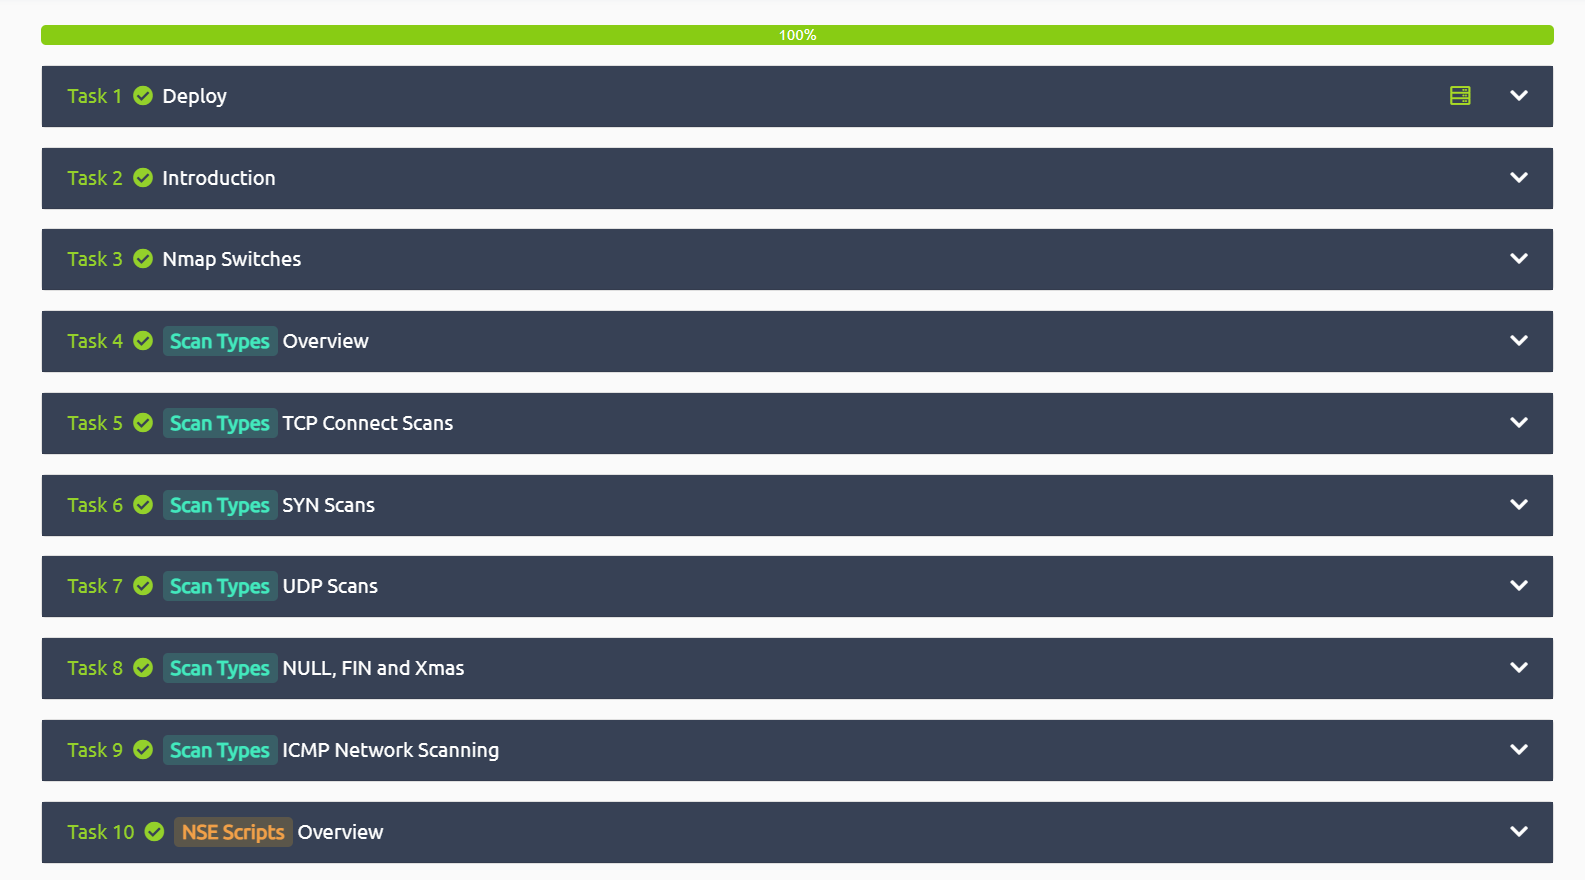 100%
Task 1 Deploy
Task 2 Introduction
Task 3 Nmap Switches
Task 4 Scan Types Overview
Task 5 Scan Types TCP Connect Scans
Task 6 Scan Types SYN Scans
Task 7 Scan Types UDP Scans
Task 8 Scan Types NULL, FIN and Xmas
Task 9 Scan Types ICMP Network Scanning
Task 10 NSE Scripts Overview